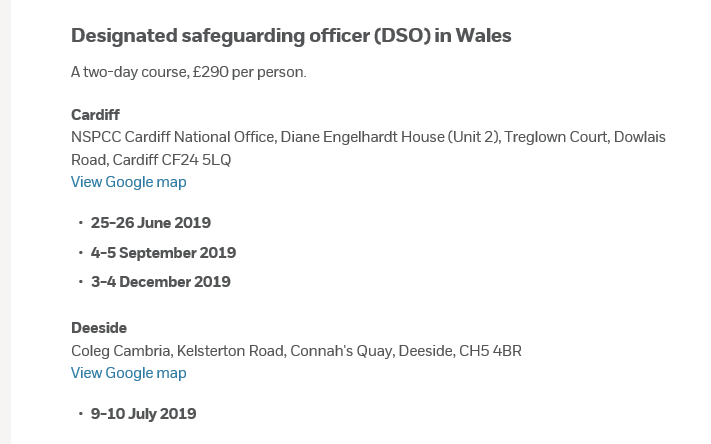 Designated safeguarding officer (DSO) in Wales
A two-day course, £290 per person.
Cardiff
NSPCC Cardiff National Office, Diane Engelhardt House (Unit 2), Treglown Court, Dowlais
Road, Cardiff CF24 5LQ
View Google map
• 25-26 June 2019
• 4-5 September 2019
• 3-4 December 2019
Deeside
Coleg Cambria, Kelsterton Road, Connah's Quay, Deeside, CH5 4BR
View Google map
• 9-10 July 2019